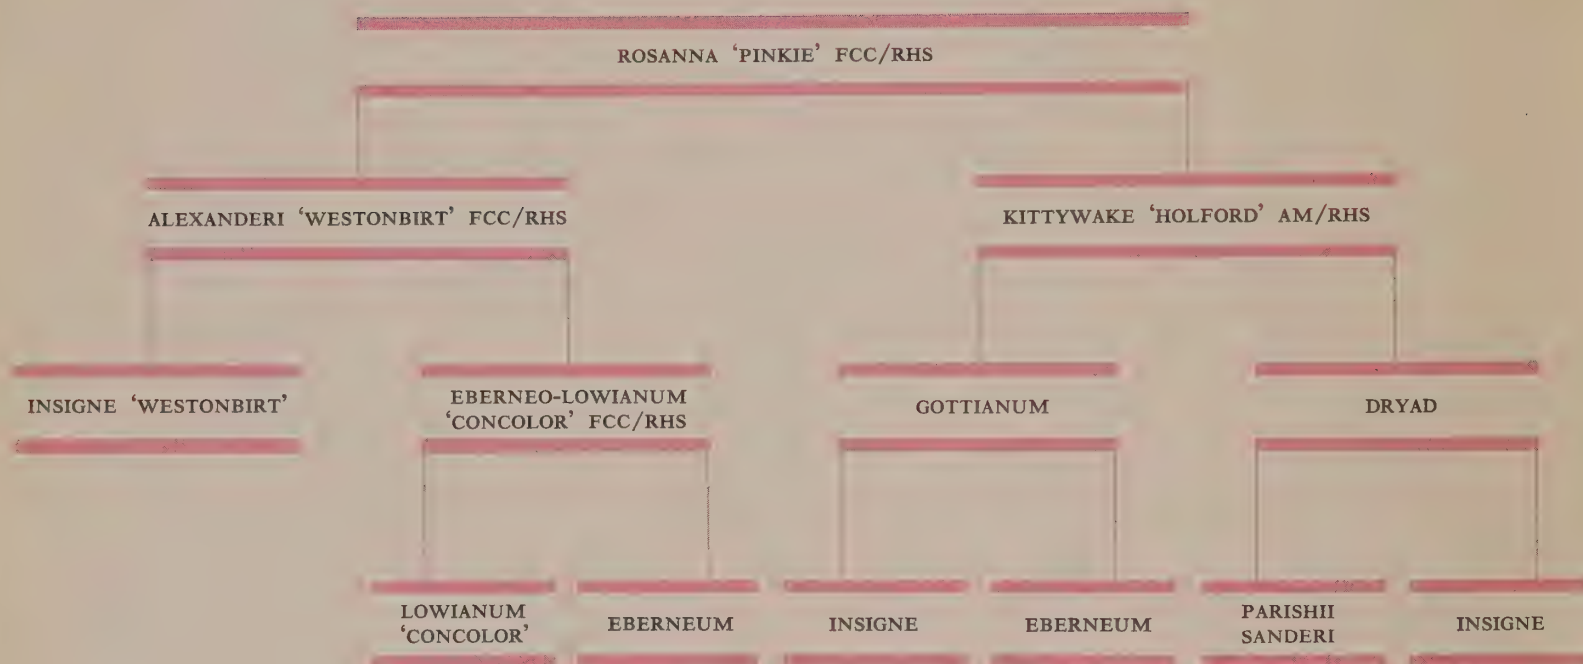 ROSANNA ‘PINKIE’ FCC/RHS
ALEXANDERI ‘WESTONBIRT’ FCC/RHS
KITTYWAKE ‘HOLFORD’ AM/RHS
INSIGNE ‘WESTONBIRT’
EBERNEO-LOWIANUM
‘CONCOLOR’ FCC/RHS
GOTTIANUM
DRYAD
LOWIANUM
‘CONCOLOR’
EBERNEUM
INSIGNE
EBERNEUM
PARISHII
SANDERI
INSIGNE